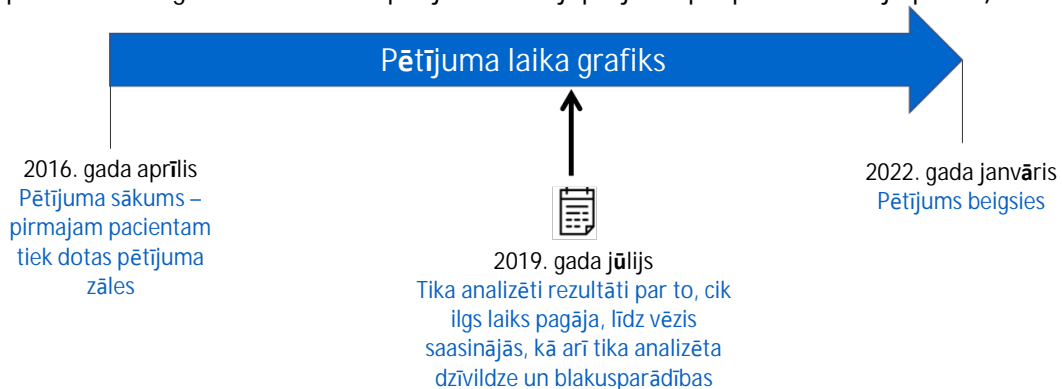 Pētījuma laika grafiks
2016. gada aprīlis
Pētījuma sākums –
pirmajam pacientam
tiek dotas pētījuma
zāles
2019. gada jūlijs
Tika analizēti rezultāti par to, cik
ilgs laiks pagāja, līdz vēzis
saasinājās, kā arī tika analizēta
dzīvildze un blakusparādības
2022. gada janvāris
Pētījums beigsies